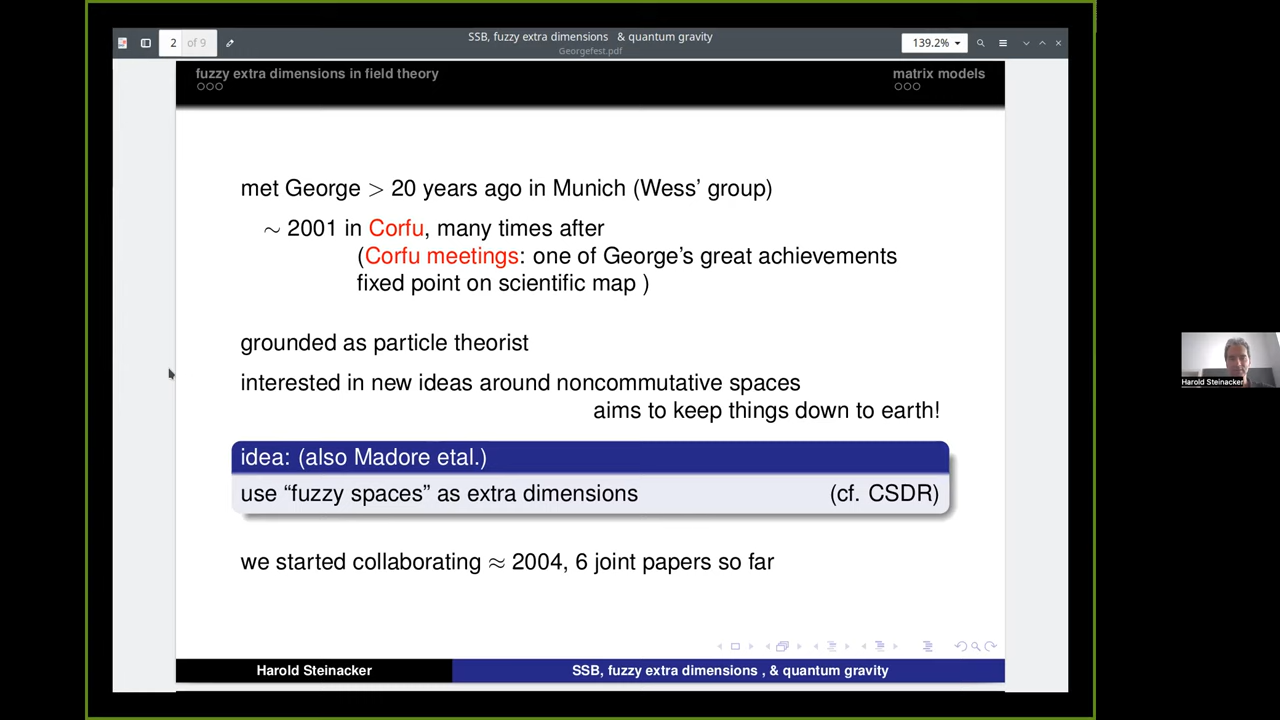 2 of 9
SSB, fuzzy extra dimensions & quantum gravity
Georgefest.pdf
139.2%
fuzzy extra dimensions in field theory
matrix models
met George > 20 years ago in Munich (Wess' group)
~ 2001 in Corfu, many times after
(Corfu meetings: one of George's great achievements
fixed point on scientific map )
grounded as particle theorist
interested in new ideas around noncommutative spaces
aims to keep things down to earth!
idea: (also Madore etal.)
use “fuzzy spaces” as extra dimensions (cf. CSDR)
we started collaborating ≈ 2004, 6 joint papers so far
Harold Steinacker
SSB, fuzzy extra dimensions , & quantum gravity
Harold Steinacker